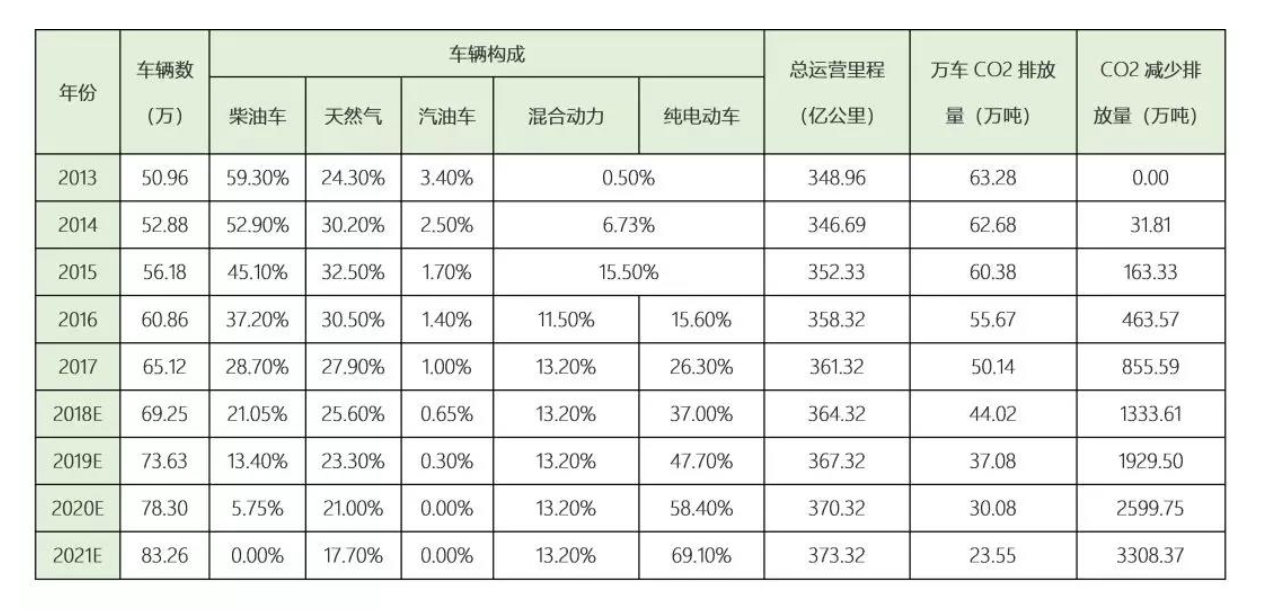 年份 车辆数（万） 车辆构成 总运营里程（亿公里） 万车 CO2 排放量（万吨） CO2 减少排放量（万吨）
柴油车 天然气 汽油车 混合动力 纯电动车
2013 50.96 59.30% 24.30% 3.40% 0.50% 348.96 63.28 0.00
2014 52.88 52.90% 30.20% 2.50% 6.73% 346.69 62.68 31.81
2015 56.18 45.10% 32.50% 1.70% 15.50% 352.33 60.38 163.33
2016 60.86 37.20% 30.50% 1.40% 11.50% 15.60% 358.32 55.67 463.57
2017 65.12 28.70% 27.90% 1.00% 13.20% 26.30% 361.32 50.14 855.59
2018E 69.25 21.05% 25.60% 0.65% 13.20% 37.00% 364.32 44.02 1333.61
2019E 73.63 13.40% 23.30% 0.30% 13.20% 47.70% 367.32 37.08 1929.50
2020E 78.30 5.75% 21.00% 0.00% 13.20% 58.40% 370.32 30.08 2599.75
2021E 83.26 0.00% 17.70% 0.00% 13.20% 69.10% 373.32 23.55 3308.37